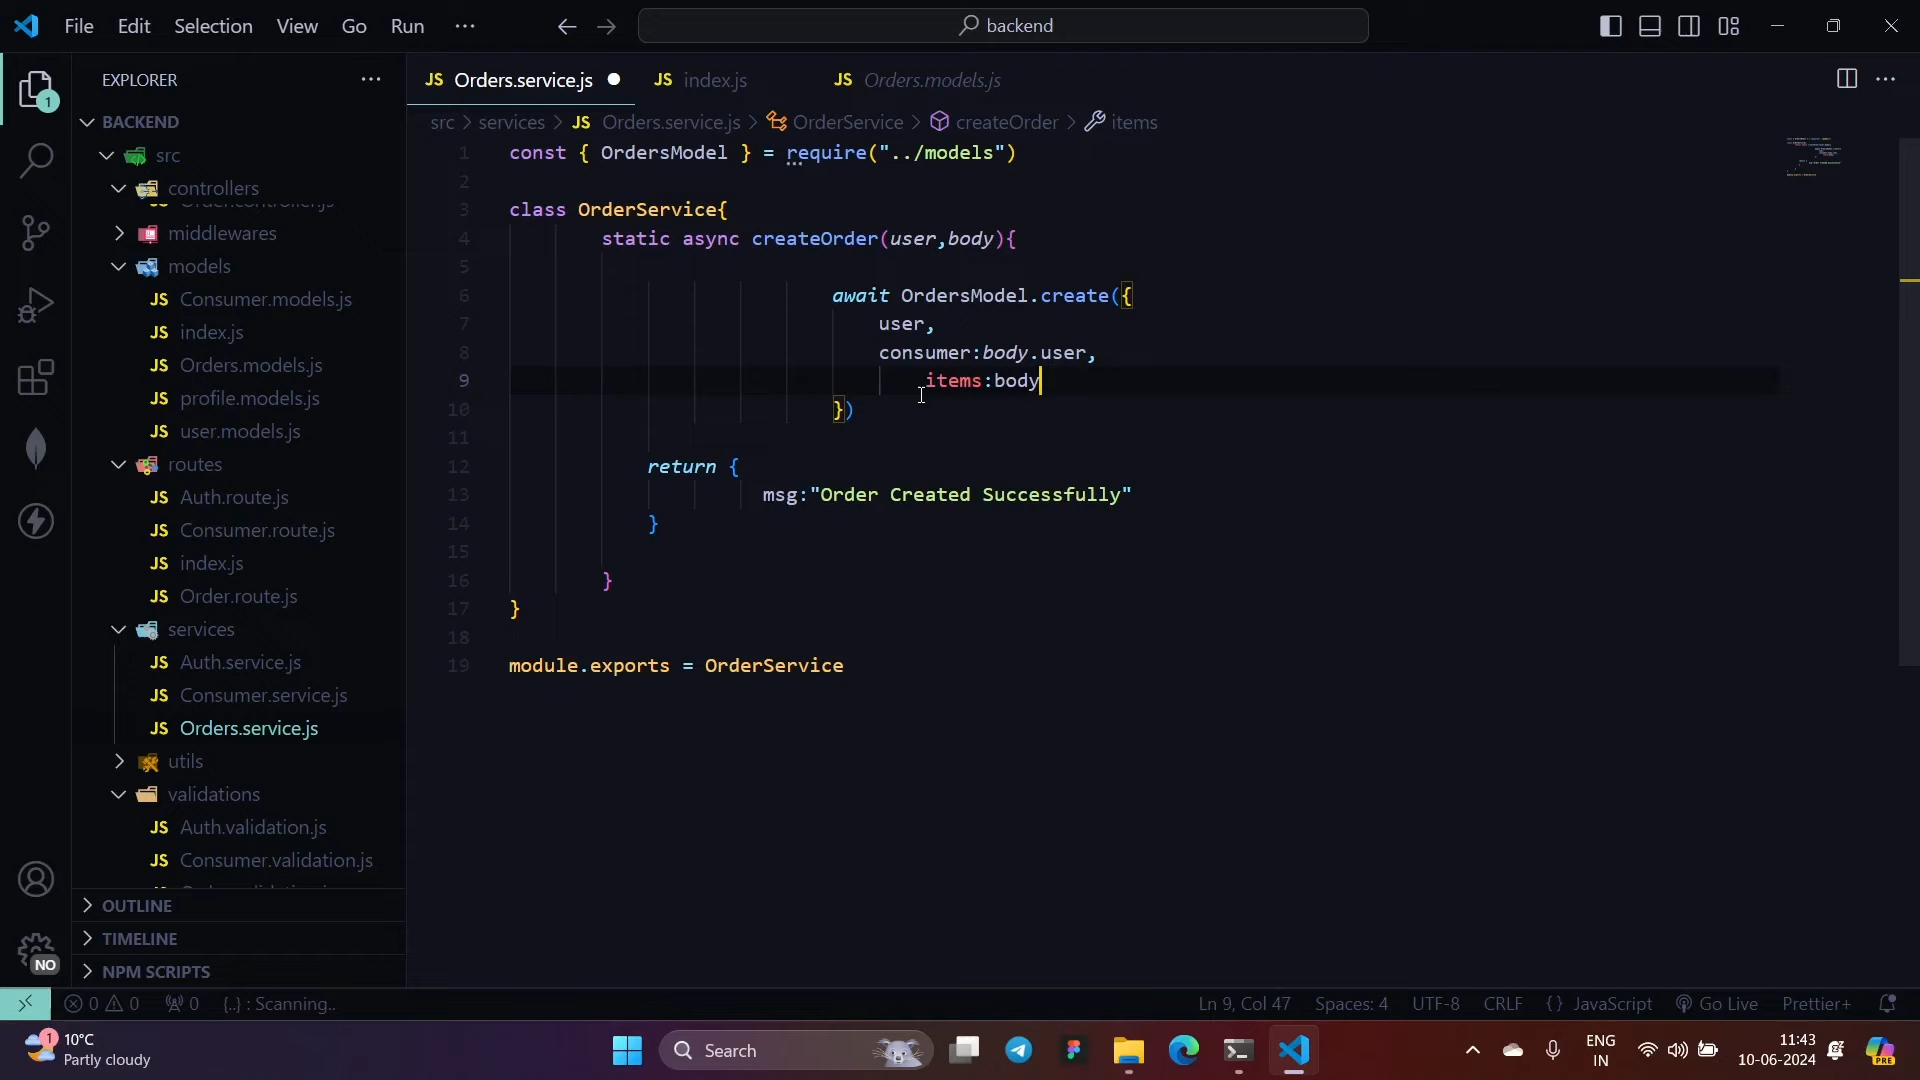 File Edit Selection View Go Run ··· backend
EXPLORER ···
BACKEND
src
controllers
Order.controller.js
middlewares
models
JS Consumer.models.js
JS index.js
JS Orders.models.js
JS profile.models.js
JS user.models.js
routes
JS Auth.route.js
JS Consumer.route.js
JS index.js
JS Order.route.js
services
JS Auth.service.js
JS Consumer.service.js
JS Orders.service.js
utils
validations
JS Auth.validation.js
JS Consumer.validation.js
OUTLINE
TIMELINE
NPM SCRIPTS
1
NO
JS Orders.service.js JS index.js JS Orders.models.js
src > services > JS Orders.service.js > OrderService > createOrder > items
1 const { OrdersModel } = require("../models")
2
3 class OrderService{
4 static async createOrder(user,body){
5
6 await OrdersModel.create({
7 user,
8 consumer:body.user,
9 items:body
10 })
11
12 return {
13 msg:"Order Created Successfully"
14 }
15
16 }
17 }
18
19 module.exports = OrderService
0 0 0 {..} : Scanning.. Ln 9, Col 47 Spaces: 4 UTF-8 CRLF {} JavaScript Go Live Prettier+
1 10°C
Partly cloudy
Search
ENG
IN
11:43
10-06-2024
PRE